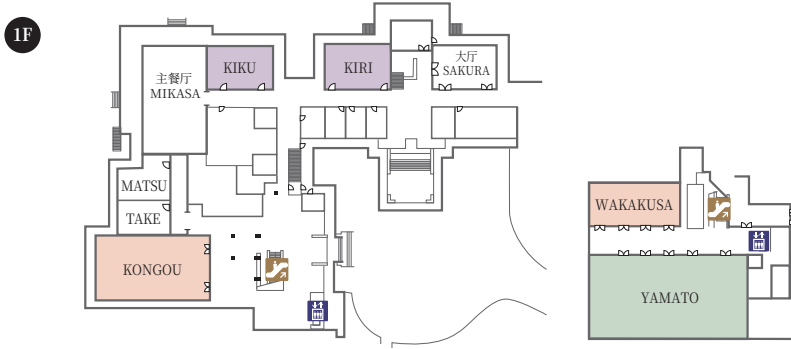 1F
KIKU
KIRI
大厅
SAKURA
主餐厅
MIKASA
MATSU
TAKE
KONGOU
WAKAKUSA
YAMATO